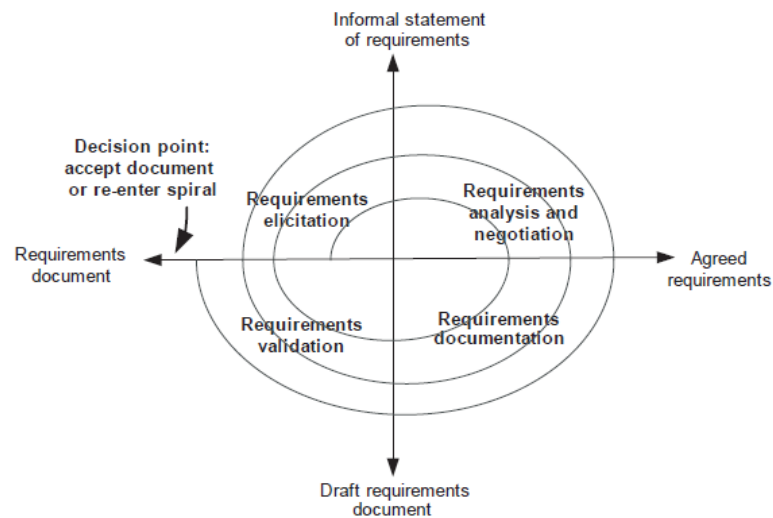 Informal statement
of requirements
Decision point:
accept document
or re-enter spiral
Requirements
elicitation
Requirements
analysis and
negotiation
Requirements
document
Agreed
requirements
Requirements
validation
Requirements
documentation
Draft requirements
document